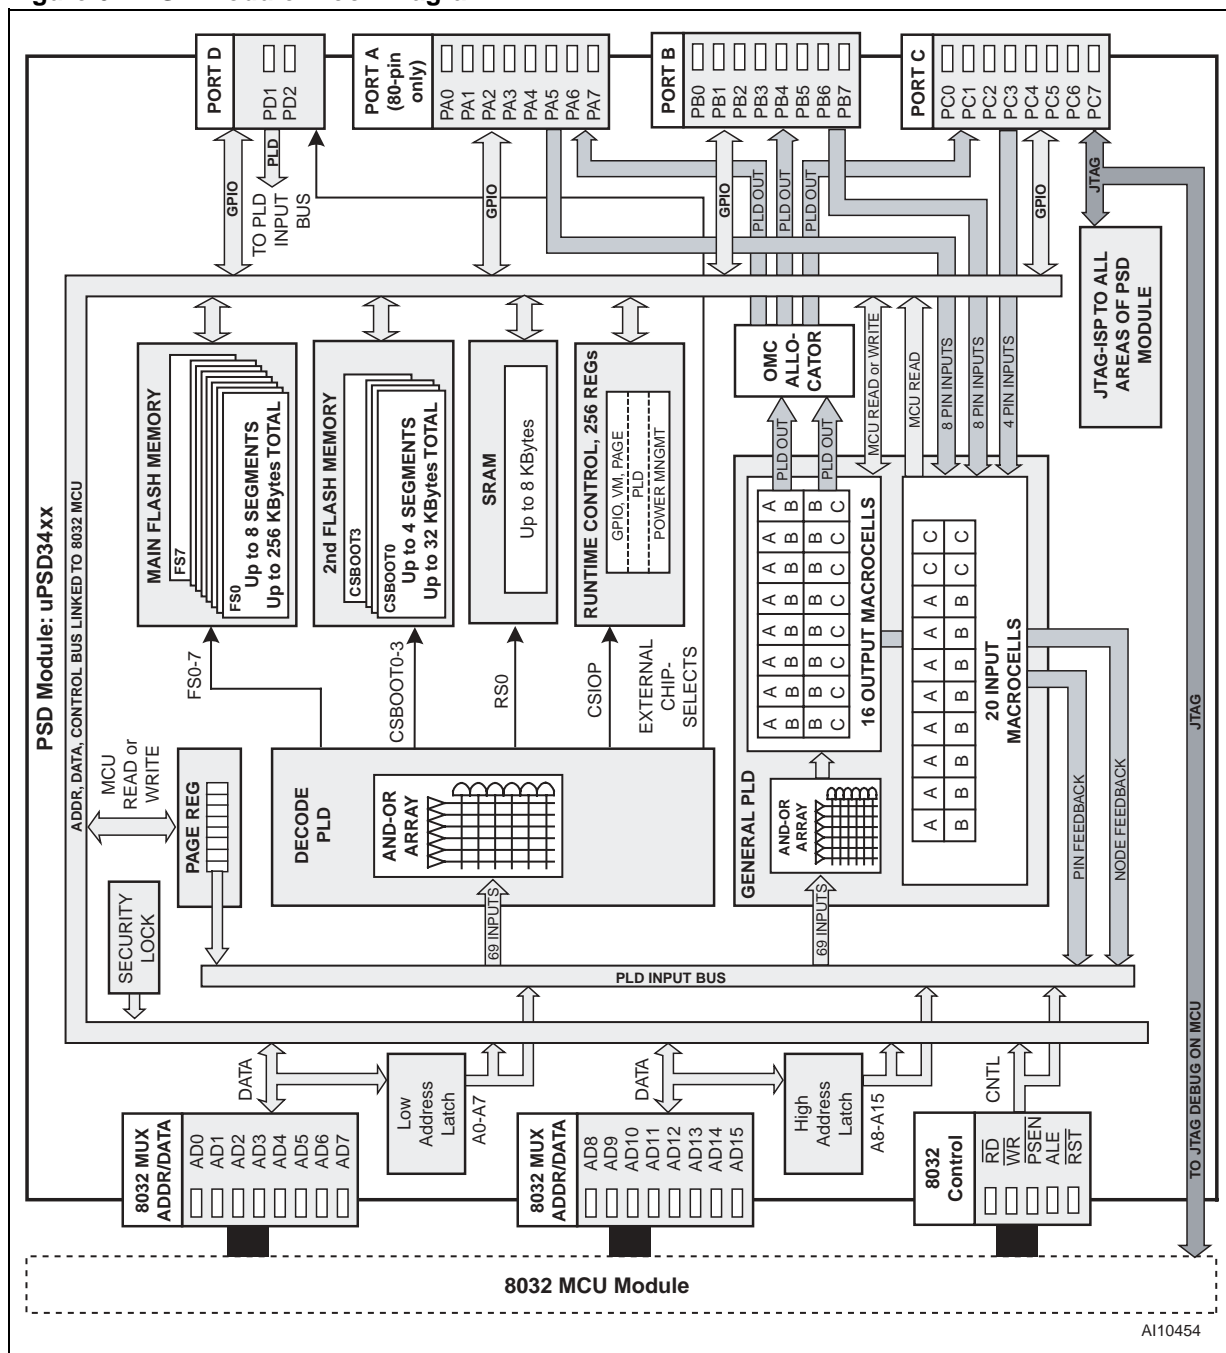 PSD Module: uPSD34xx
PORT D
PD1
PD2
PORT A
(80-pin
only)
PA0
PA1
PA2
PA3
PA4
PA5
PA6
PA7
PORT B
PB0
PB1
PB2
PB3
PB4
PB5
PB6
PB7
PORT C
PC0
PC1
PC2
PC3
PC4
PC5
PC6
PC7
GPIO
PLD
TO PLD
INPUT
BUS
GPIO
GPIO
PLD OUT
PLD OUT
PLD OUT
GPIO
JTAG
JTAG-ISP TO ALL
AREAS OF PSD
MODULE
ADDR, DATA, CONTROL BUS LINKED TO 8032 MCU
MAIN FLASH MEMORY
FS7
FS0
Up to 8 SEGMENTS
Up to 256 KBytes TOTAL
2nd FLASH MEMORY
CSBOOT3
CSBOOT0
Up to 4 SEGMENTS
Up to 32 KBytes TOTAL
SRAM
Up to 8 KBytes
RUNTIME CONTROL, 256 REGs
GPIO, VM, PAGE
PLD
POWER MNGMT
OMC
ALLO-
CATOR
PLD OUT
PLD OUT
MCU READ or WRITE
MCU READ
8 PIN INPUTS
8 PIN INPUTS
4 PIN INPUTS
FS0-7
CSBOOT0-3
RS0
CSIOP
EXTERNAL
CHIP-
SELECTS
A A A A A A A A
B B B B B B B B
B B B B B B B B
C C C C C C C C
16 OUTPUT MACROCELLS
A A A A A A A A C C
B B B B B B B B C C
20 INPUT
MACROCELLS
MCU
READ or
WRITE
PAGE REG
DECODE
PLD
AND-OR
ARRAY
GENERAL PLD
AND-OR
ARRAY
PIN FEEDBACK
NODE FEEDBACK
JTAG
SECURITY
LOCK
69 INPUTS
69 INPUTS
PLD INPUT BUS
DATA
Low
Address
Latch
A0-A7
DATA
High
Address
Latch
A8-A15
CNTL
TO JTAG DEBUG ON MCU
8032 MUX
ADDR/DATA
AD0
AD1
AD2
AD3
AD4
AD5
AD6
AD7
8032 MUX
ADDR/DATA
AD8
AD9
AD10
AD11
AD12
AD13
AD14
AD15
8032
Control
RD
WR
PSEN
ALE
RST
8032 MCU Module
AI10454